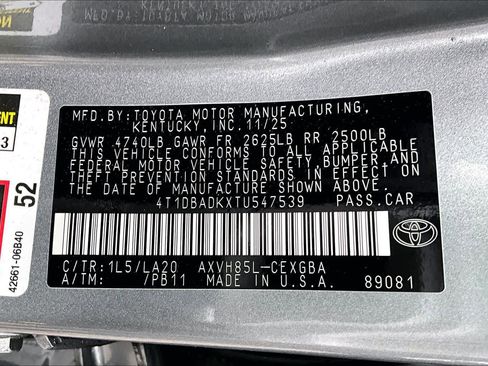 MFD.BY:TOYOTA MOTOR MANUFACTURING,
KENTUCKY,INC.11/25
GVWR 4740LB GAWR FR 2625LB RR 2500LB
THIS VEHICLE CONFORMS TO ALL APPLICABLE
FEDERAL MOTOR VEHICLE SAFETY,BUMPER,AND
THEFT PREVENTION STANDARDS IN EFFECT ON
THE DATE OF MANUFACTURE SHOWN ABOVE.
4T1DBADKXTU547539 PASS.CAR
C/TR:1L5/LA20 AXVH85L-CEXGBA
A/TM: /PB11 MADE IN U.S.A. 89081
52
42661-06B40
3